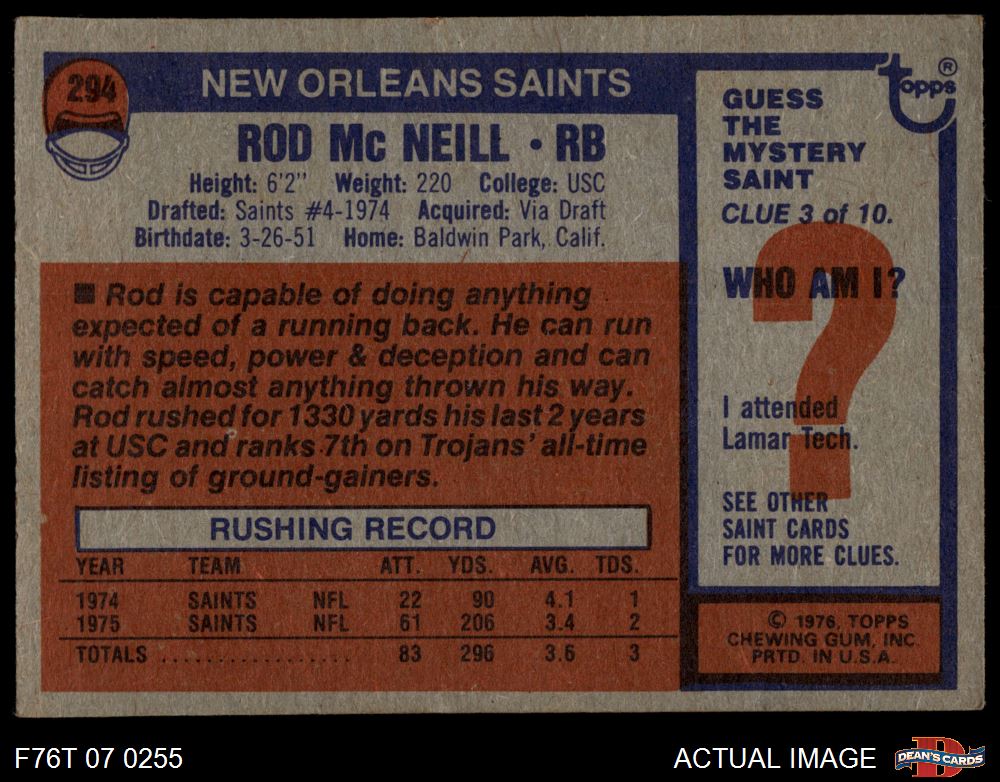 294
NEW ORLEANS SAINTS
ROD Mc NEILL • RB
Height: 6'2" Weight: 220 College: USC
Drafted: Saints #4-1974 Acquired: Via Draft
Birthdate: 3-26-51 Home: Baldwin Park, Calif.
■ Rod is capable of doing anything
expected of a running back. He can run
with speed, power & deception and can
catch almost anything thrown his way.
Rod rushed for 1330 yards his last 2 years
at USC and ranks 7th on Trojans' all-time
listing of ground-gainers.
RUSHING RECORD
YEAR TEAM ATT. YDS. AVG. TDS.
1974 SAINTS NFL 22 90 4.1 1
1975 SAINTS NFL 61 206 3.4 2
TOTALS .................. 83 296 3.6 3
topps®
GUESS
THE
MYSTERY
SAINT
CLUE 3 of 10.
WHO AM I?
?
I attended
Lamar Tech.
SEE OTHER
SAINT CARDS
FOR MORE CLUES.
© 1976, TOPPS
CHEWING GUM, INC.
PRTD. IN U.S.A.
F76T 07 0255
ACTUAL IMAGE
D
DEAN'S CARDS